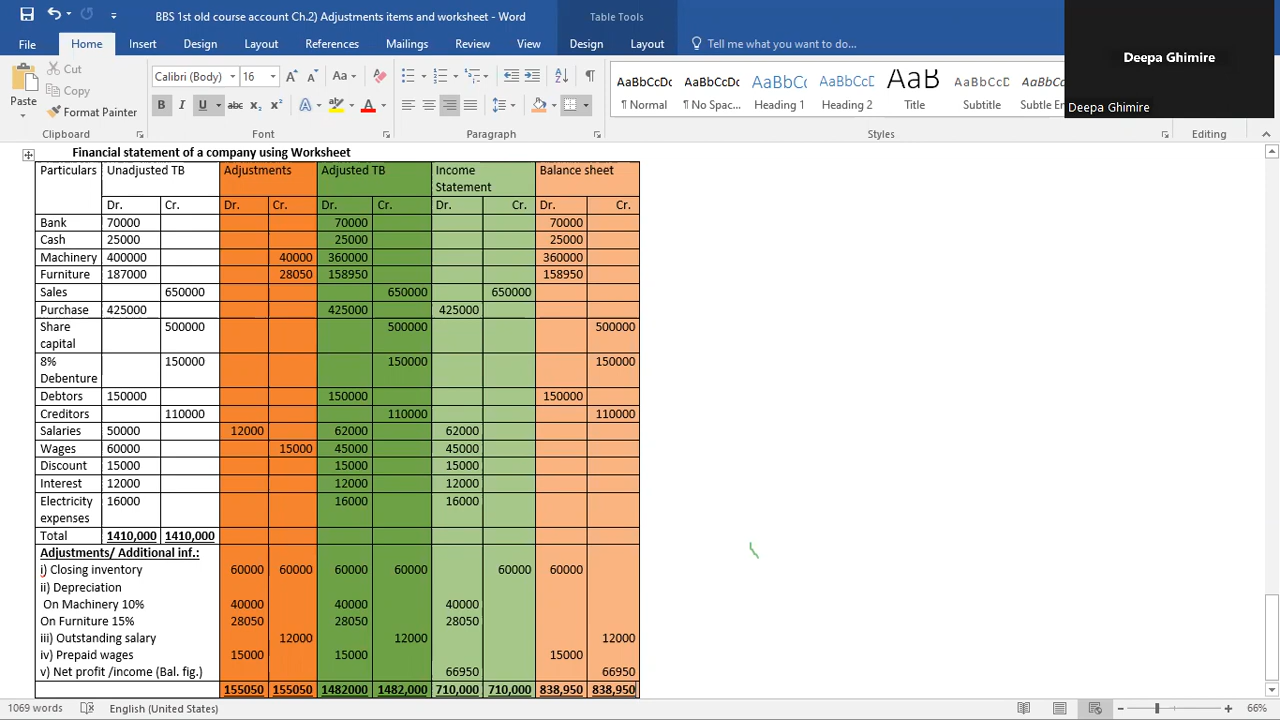 BBS 1st old course account Ch.2) Adjustments items and worksheet - Word
Table Tools
File Home Insert Design Layout References Mailings Review View Design Layout Tell me what you want to do...
Deepa Ghimire
Deepa Ghimire
Paste
Cut
Copy
Format Painter
Clipboard
Calibri (Body) 16
Font
Paragraph
AaBbCcDc AaBbCcDc AaBbCc AaBbCcC AaB AaBbCcD AaBbCcDc
¶ Normal ¶ No Spac... Heading Heading 2 Title Subtitle Subtle Em
Styles
Editing
Financial statement of a company using Worksheet
Particulars Unadjusted TB Adjustments Adjusted TB Income Statement Balance sheet
Dr. Cr. Dr. Cr. Dr. Cr. Dr. Cr. Dr. Cr.
Bank 70000 70000 70000
Cash 25000 25000 25000
Machinery 400000 40000 360000 360000
Furniture 187000 28050 158950 158950
Sales 650000 650000 650000
Purchase 425000 425000 425000
Share capital 500000 500000 500000
8% Debenture 150000 150000 150000
Debtors 150000 150000 150000
Creditors 110000 110000 110000
Salaries 50000 12000 62000 62000
Wages 60000 15000 45000 45000
Discount 15000 15000 15000
Interest 12000 12000 12000
Electricity expenses 16000 16000 16000
Total 1410,000 1410,000
Adjustments/ Additional inf.:
i) Closing inventory 60000 60000 60000 60000 60000 60000
ii) Depreciation
On Machinery 10% 40000 40000 40000
On Furniture 15% 28050 28050 28050
iii) Outstanding salary 12000 12000 12000
iv) Prepaid wages 15000 15000 15000
v) Net profit /income (Bal. fig.) 66950 66950
155050 155050 1482000 1482,000 710,000 710,000 838,950 838,950
1069 words English (United States) 66%